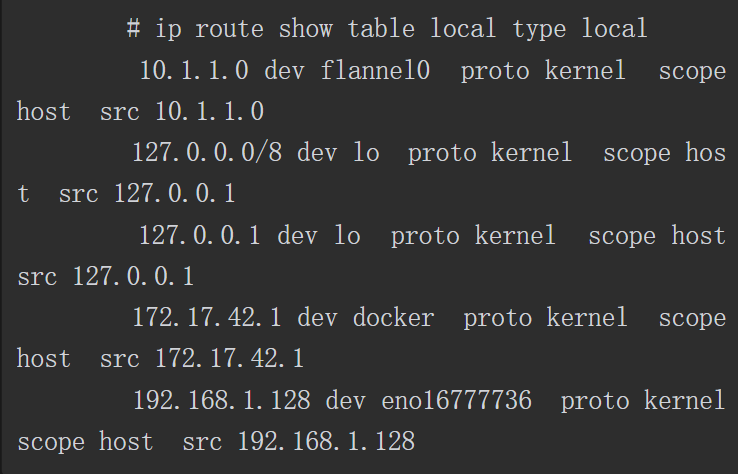 # ip route show table local type local
10.1.1.0 dev flannel0 proto kernel scope
host src 10.1.1.0
127.0.0.0/8 dev lo proto kernel scope hos
t src 127.0.0.1
127.0.0.1 dev lo proto kernel scope host
src 127.0.0.1
172.17.42.1 dev docker proto kernel scope
host src 172.17.42.1
192.168.1.128 dev eno16777736 proto kernel
scope host src 192.168.1.128